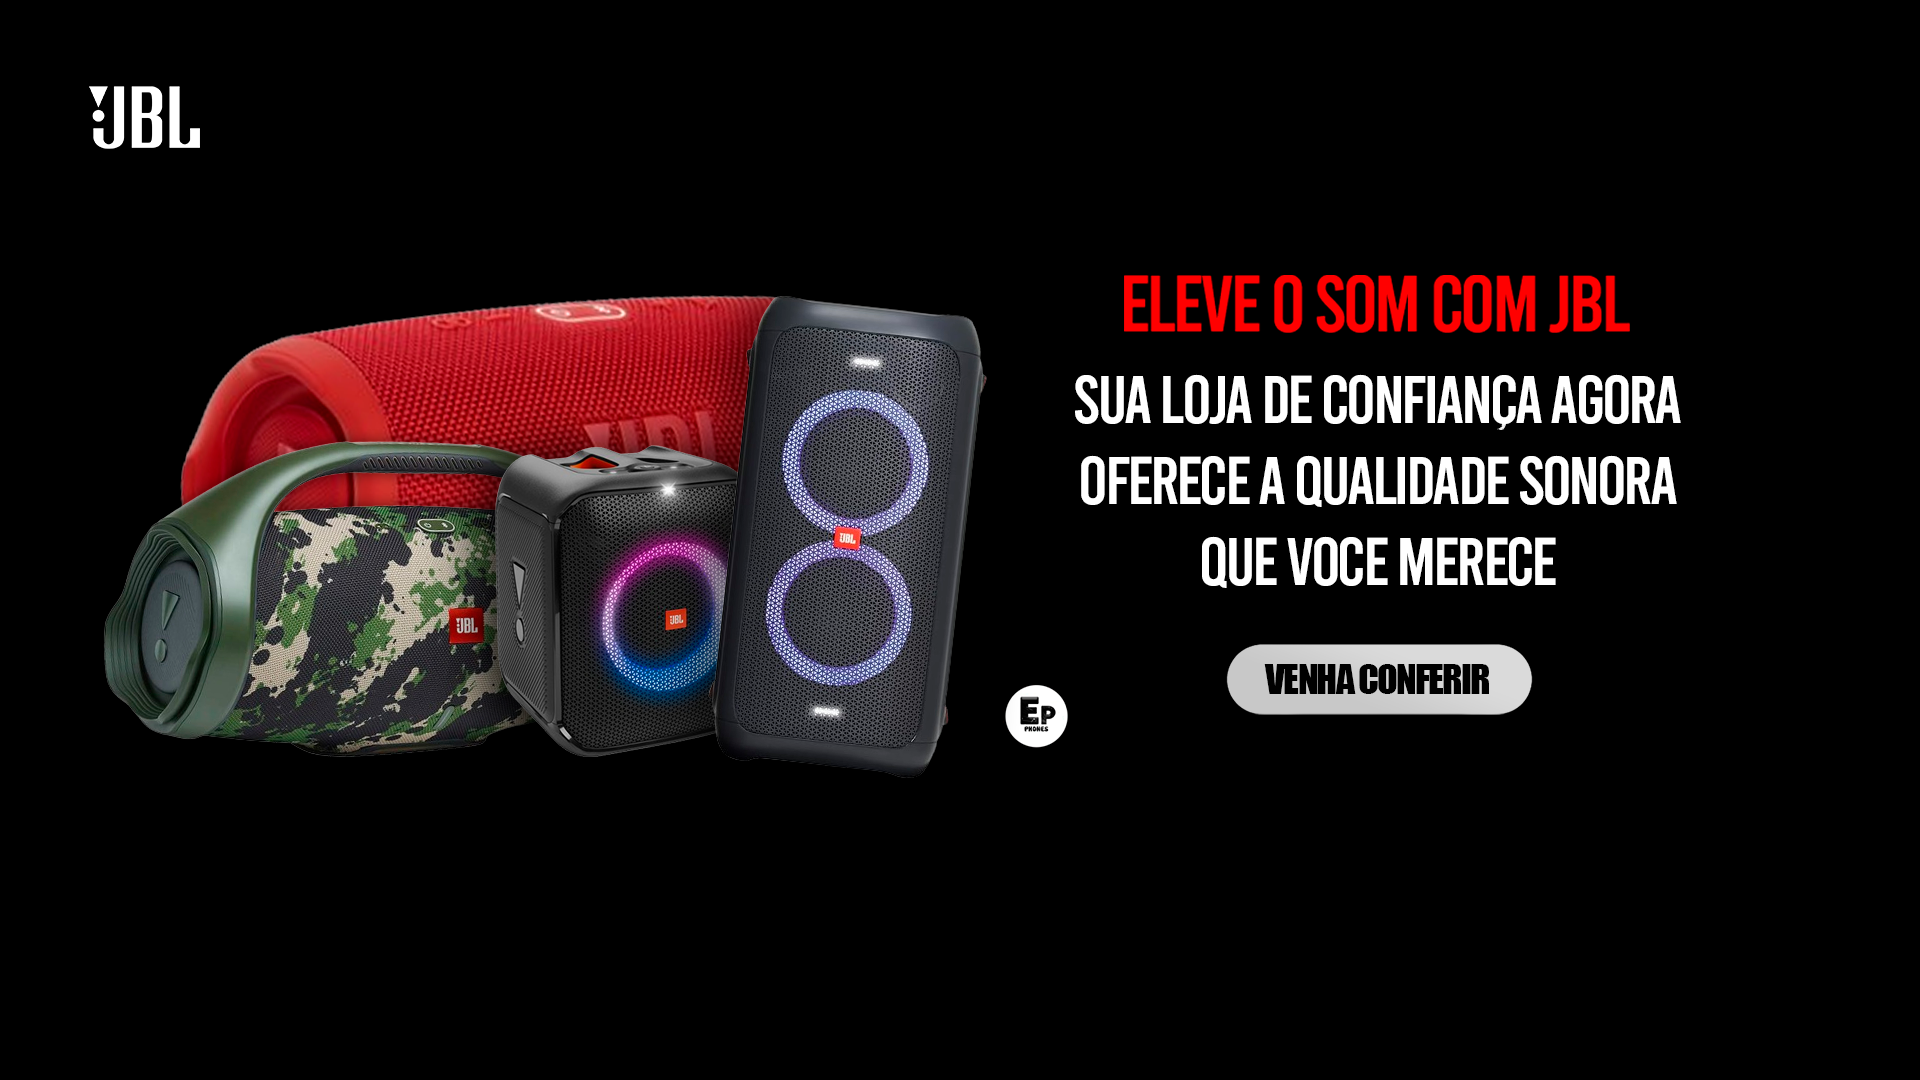 JBL
ELEVE O SOM COM JBL
SUA LOJA DE CONFIANÇA AGORA
OFERECE A QUALIDADE SONORA
QUE VOCE MERECE
VENHA CONFERIR
JBL
JBL
JBL
JBL
EP
PHONES